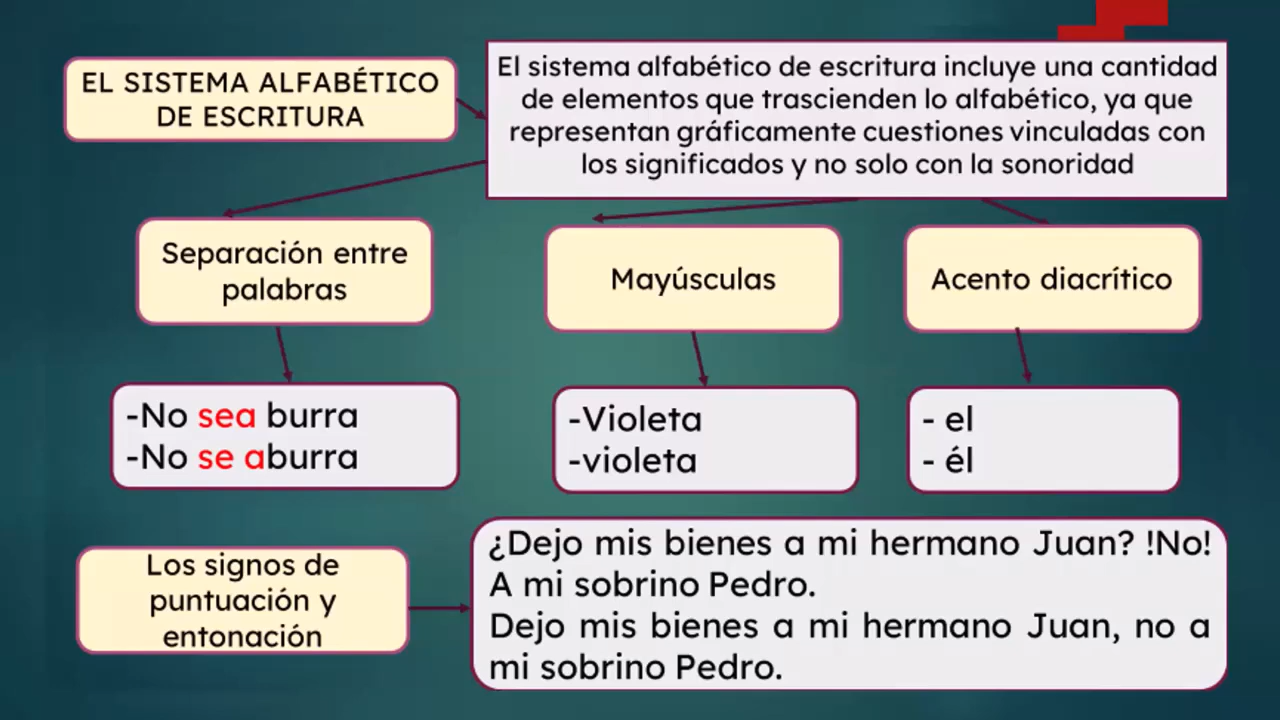 EL SISTEMA ALFABÉTICO
DE ESCRITURA
El sistema alfabético de escritura incluye una cantidad
de elementos que trascienden lo alfabético, ya que
representan gráficamente cuestiones vinculadas con
los significados y no solo con la sonoridad
Separación entre
palabras
Mayúsculas
Acento diacrítico
-No sea burra
-No se aburra
-Violeta
-violeta
- el
- él
Los signos de
puntuación y
entonación
¿Dejo mis bienes a mi hermano Juan? !No!
A mi sobrino Pedro.
Dejo mis bienes a mi hermano Juan, no a
mi sobrino Pedro.